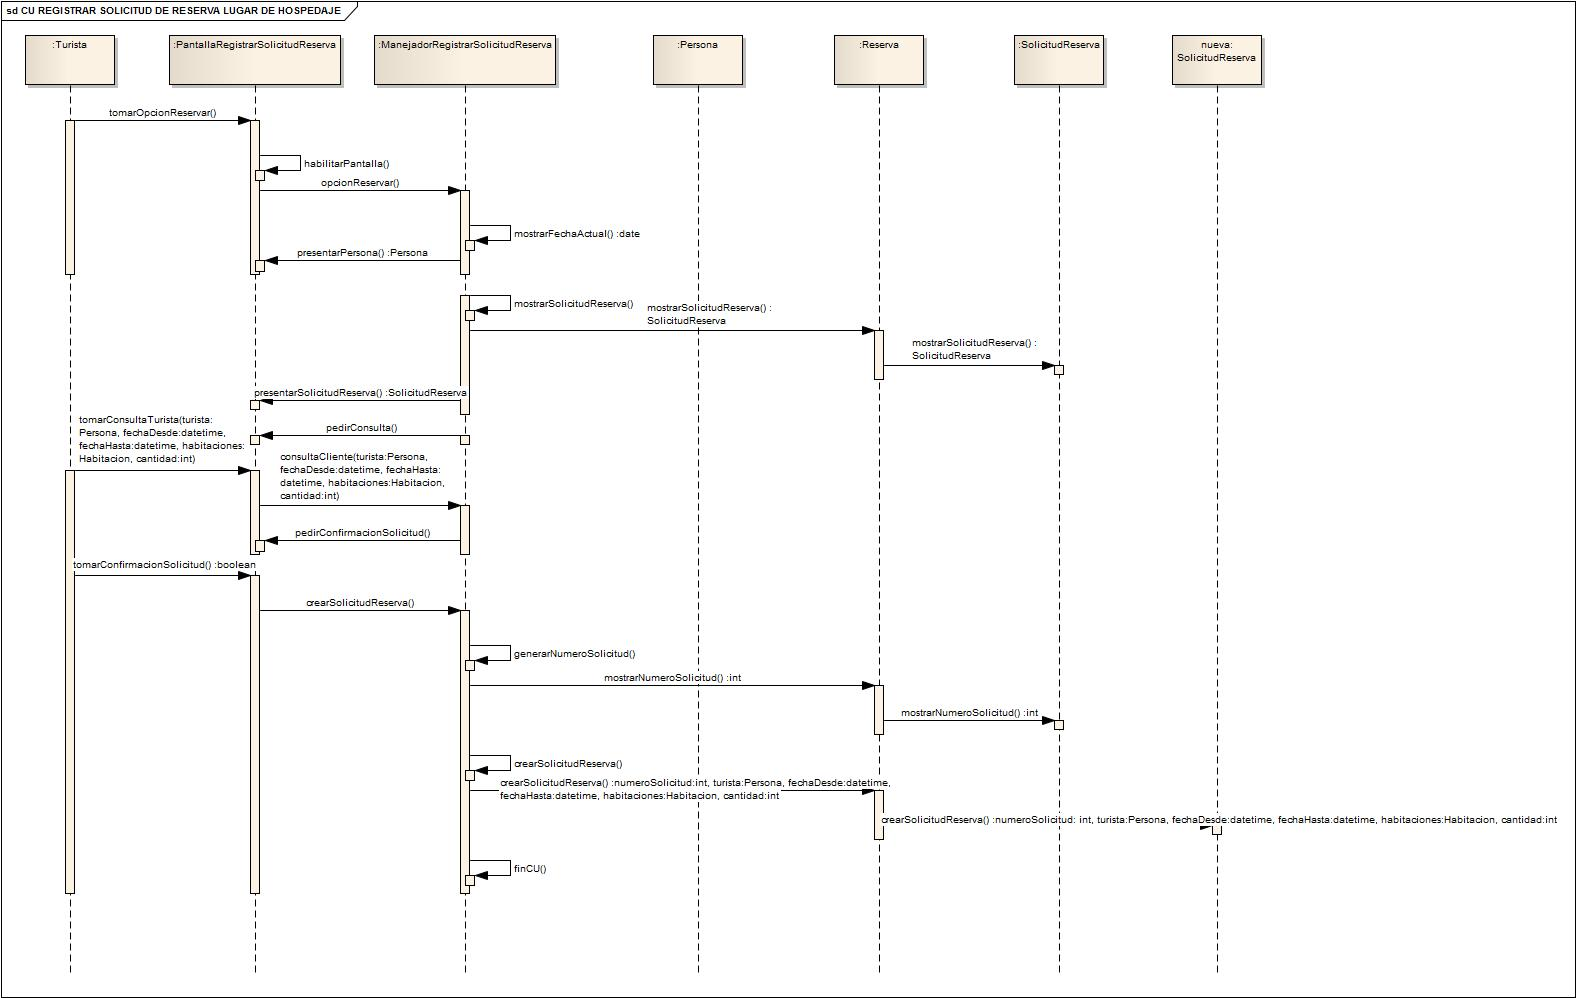 sd CU REGISTRAR SOLICITUD DE RESERVA LUGAR DE HOSPEDAJE
:Turista
:PantallaRegistrarSolicitudReserva
:ManejadorRegistrarSolicitudReserva
:Persona
:Reserva
:SolicitudReserva
nueva:
SolicitudReserva
tomarOpcionReservar()
habilitarPantalla()
opcionReservar()
mostrarFechaActual() :date
presentarPersona() :Persona
mostrarSolicitudReserva()
mostrarSolicitudReserva() :
SolicitudReserva
mostrarSolicitudReserva() :
SolicitudReserva
presentarSolicitudReserva() :SolicitudReserva
pedirConsulta()
tomarConsultaTurista(turista:
Persona, fechaDesde:datetime,
fechaHasta:datetime, habitaciones:
Habitacion, cantidad:int)
consultaCliente(turista:Persona,
fechaDesde:datetime, fechaHasta:
datetime, habitaciones:Habitacion,
cantidad:int)
pedirConfirmacionSolicitud()
tomarConfirmacionSolicitud() :boolean
crearSolicitudReserva()
generarNumeroSolicitud()
mostrarNumeroSolicitud() :int
mostrarNumeroSolicitud() :int
crearSolicitudReserva()
crearSolicitudReserva() :numeroSolicitud:int, turista:Persona, fechaDesde:datetime,
fechaHasta:datetime, habitaciones:Habitacion, cantidad:int
crearSolicitudReserva() :numeroSolicitud: int, turista:Persona, fechaDesde:datetime, fechaHasta:datetime, habitaciones:Habitacion, cantidad:int
finCU()